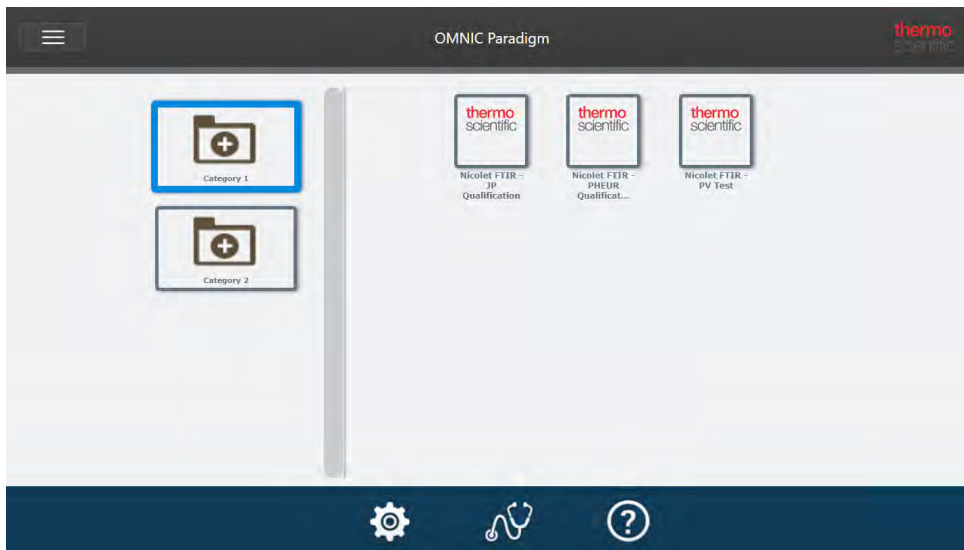 OMNIC Paradigm
thermo
scientific
Category 1
Category 2
thermo
scientific
Nicolet FTIR -
JP
Qualification
thermo
scientific
Nicolet FTIR -
PHEUR
Qualificat...
thermo
scientific
Nicolet FTIR -
PV Test
?